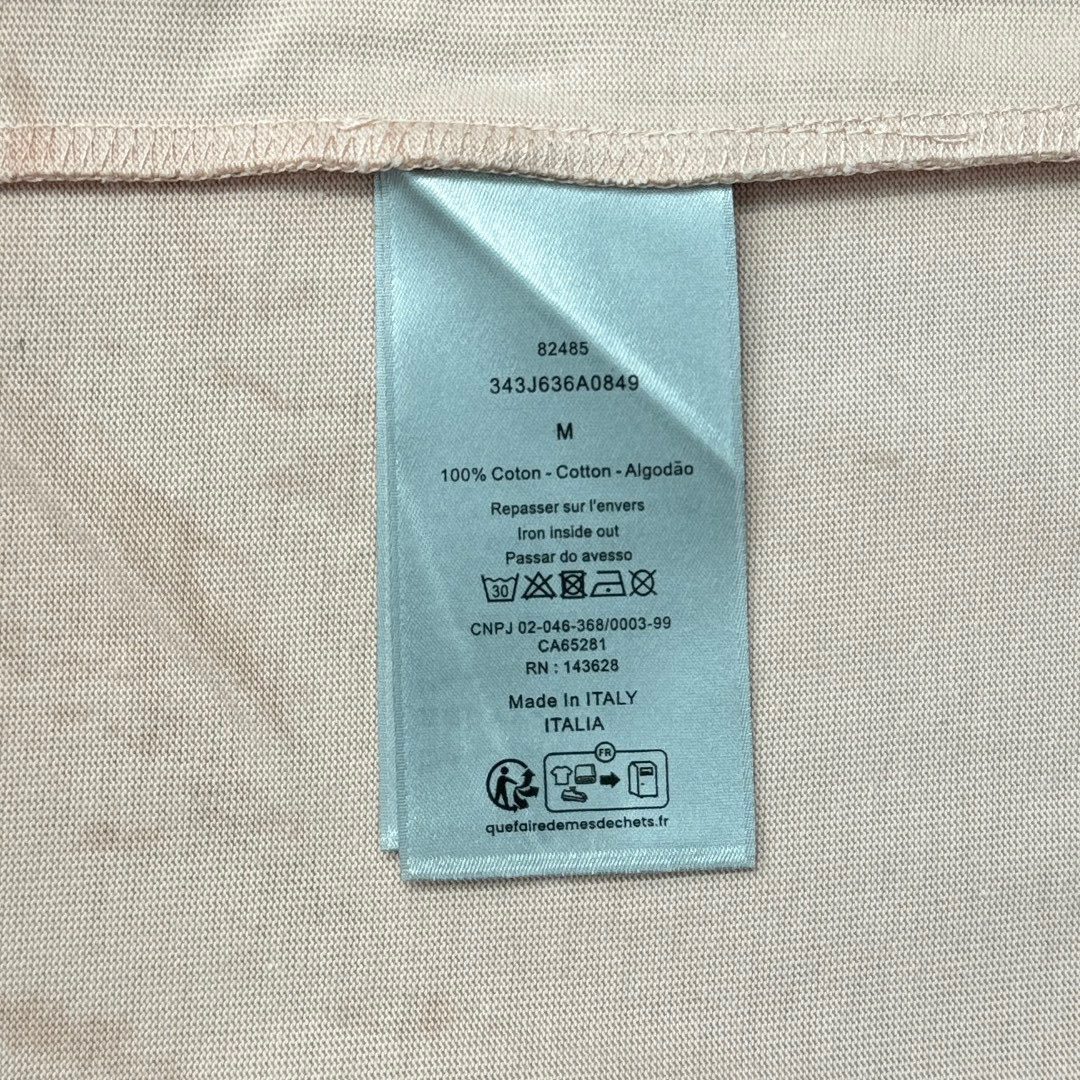 82485
343J636A0849
M
100% Coton - Cotton - Algodão
Repasser sur l'envers
Iron inside out
Passar do avesso
30
CNPJ 02-046-368/0003-99
CA65281
RN : 143628
Made In ITALY
ITALIA
FR
quefairedemesdechets.fr